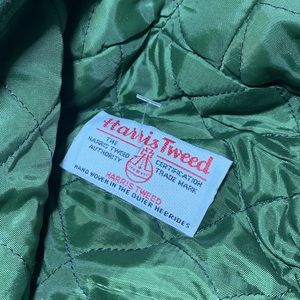 Harris Tweed
THE HARRIS TWEED AUTHORITY
CERTIFICATION TRADE MARK
HARRIS TWEED
HAND WOVEN IN THE OUTER HEBRIDES